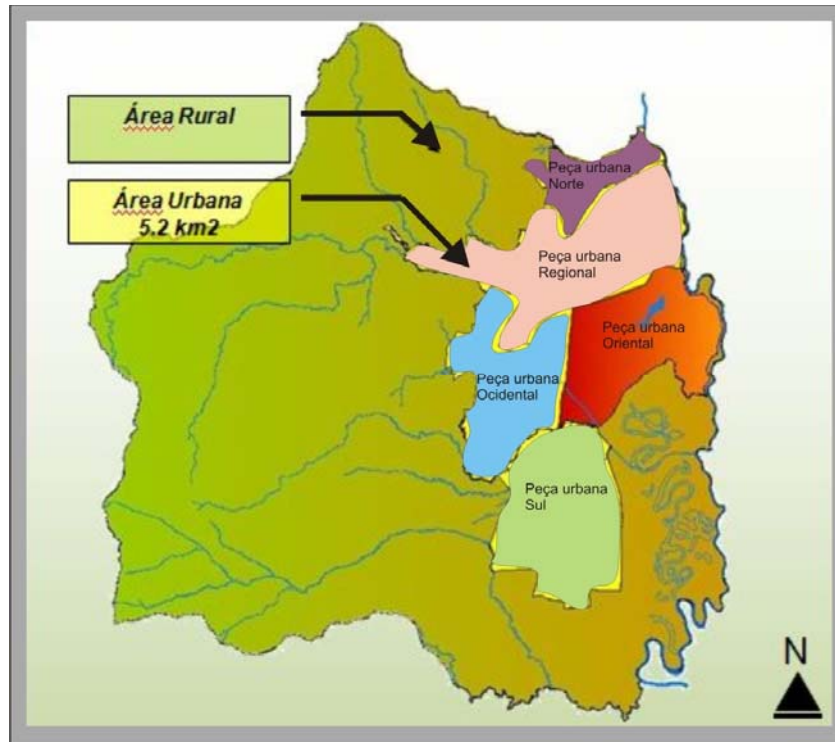 Área Rural
Área Urbana
5.2 km2
Peça urbana
Norte
Peça urbana
Regional
Peça urbana
Oriental
Peça urbana
Ocidental
Peça urbana
Sul
N